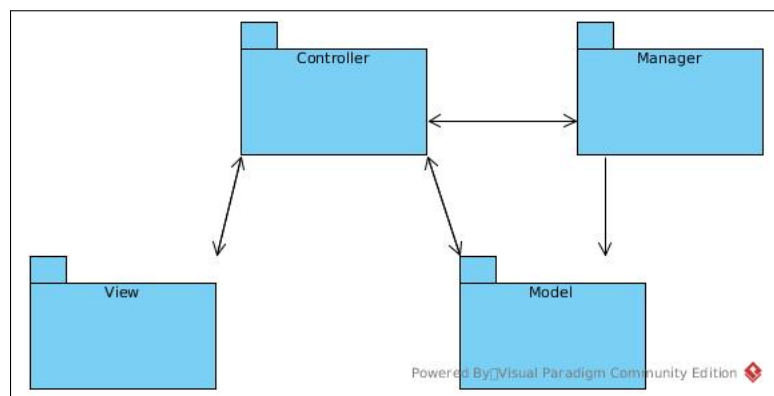 Controller
Manager
View
Model
Powered By Visual Paradigm Community Edition